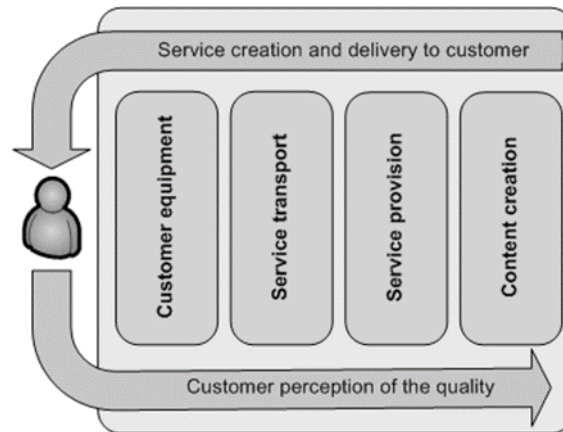 Service creation and delivery to customer
Customer equipment
Service transport
Service provision
Content creation
Customer perception of the quality